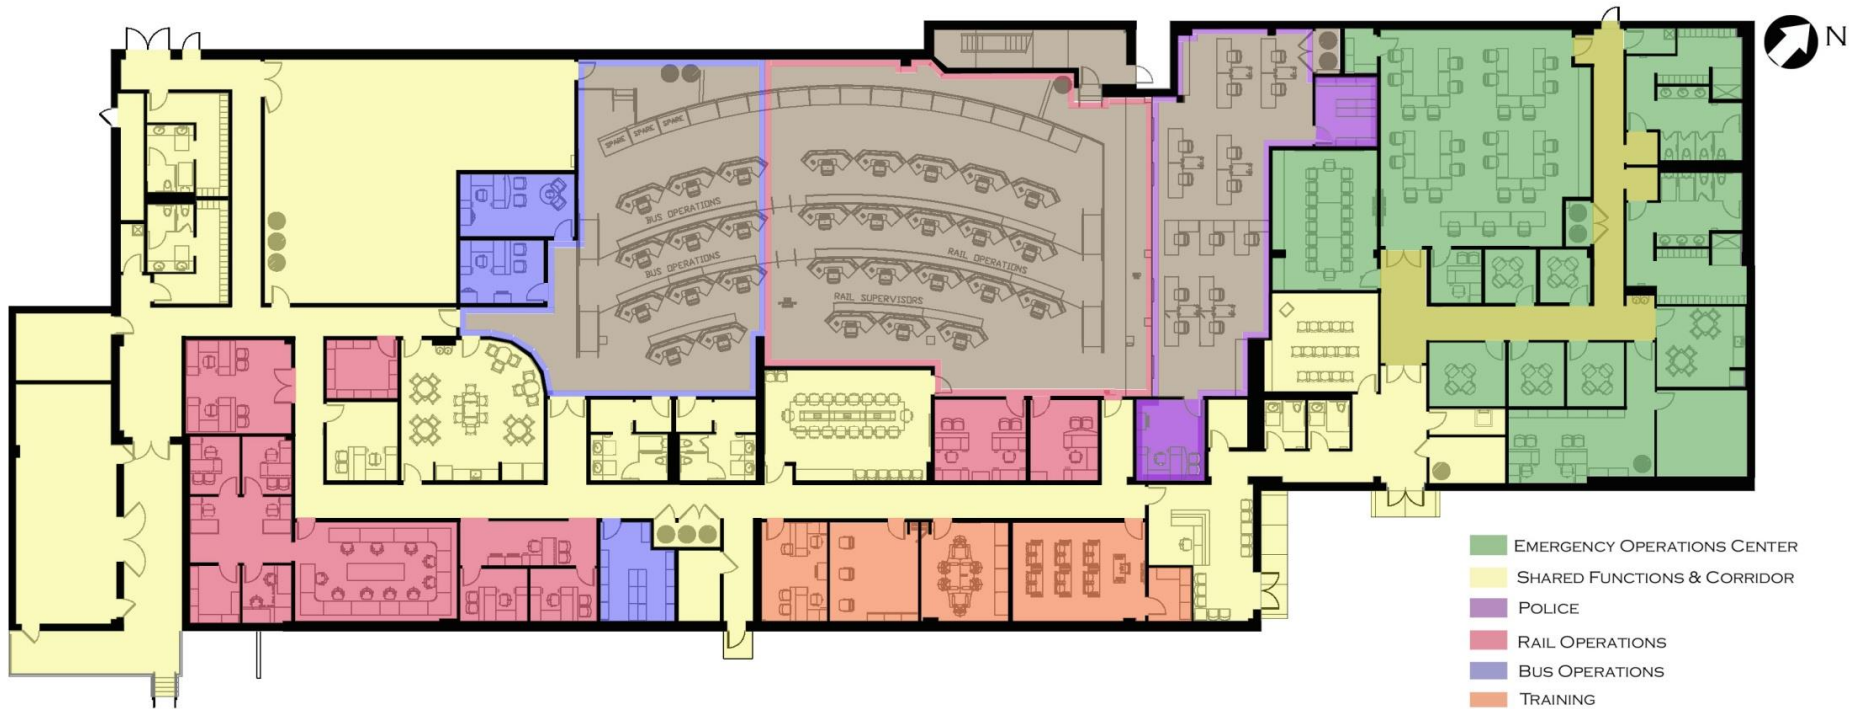 N
SPARE SPARE SPARE
BUS OPERATIONS
BUS OPERATIONS
RAIL OPERATIONS
RAIL SUPERVISORS
EMERGENCY OPERATIONS CENTER
SHARED FUNCTIONS & CORRIDOR
POLICE
RAIL OPERATIONS
BUS OPERATIONS
TRAINING